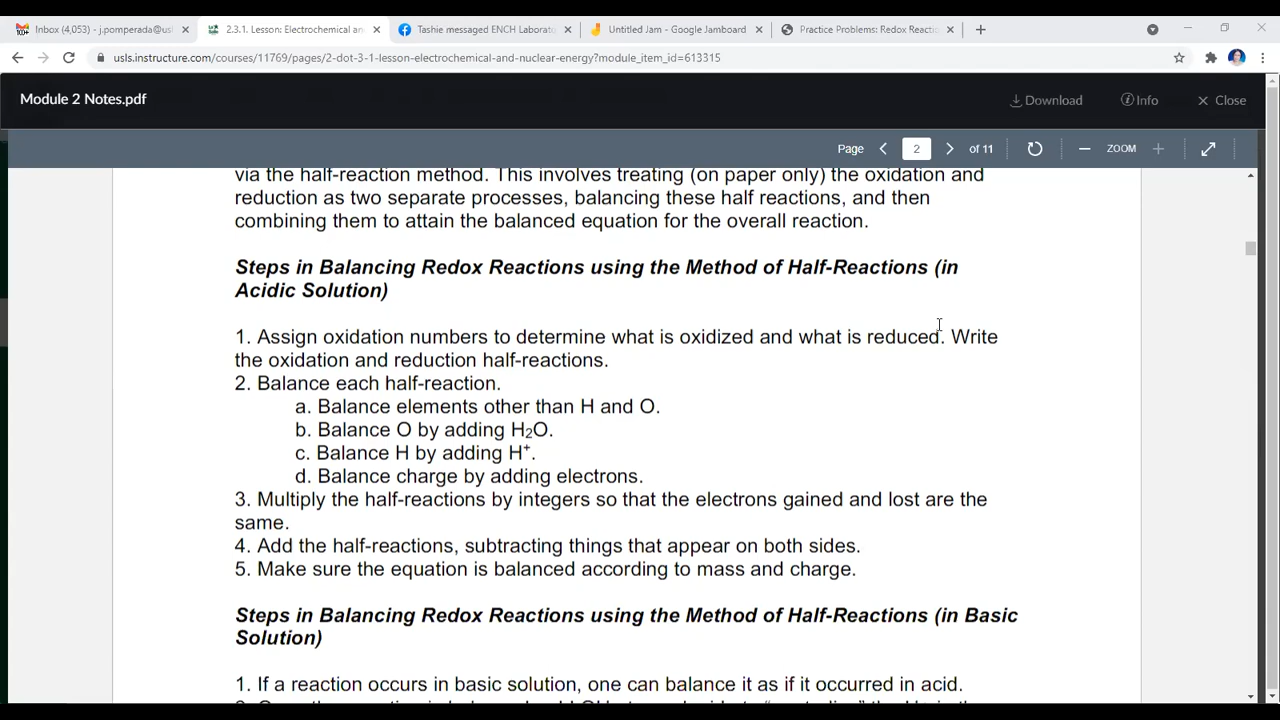 Inbox (4,053) - j.pomperada@us
2.3.1. Lesson: Electrochemical an
Tashie messaged ENCH Laborat
Untitled Jam - Google Jamboard
Practice Problems: Redox Reacti
usls.instructure.com/courses/11769/pages/2-dot-3-1-lesson-electrochemical-and-nuclear-energy?module_item_id=613315
Module 2 Notes.pdf
Download
Info
Close
Page 2 of 11 ZOOM
via the half-reaction method. This involves treating (on paper only) the oxidation and
reduction as two separate processes, balancing these half reactions, and then
combining them to attain the balanced equation for the overall reaction.
Steps in Balancing Redox Reactions using the Method of Half-Reactions (in
Acidic Solution)
1. Assign oxidation numbers to determine what is oxidized and what is reduced. Write
the oxidation and reduction half-reactions.
2. Balance each half-reaction.
a. Balance elements other than H and O.
b. Balance O by adding H₂O.
c. Balance H by adding H⁺.
d. Balance charge by adding electrons.
3. Multiply the half-reactions by integers so that the electrons gained and lost are the
same.
4. Add the half-reactions, subtracting things that appear on both sides.
5. Make sure the equation is balanced according to mass and charge.
Steps in Balancing Redox Reactions using the Method of Half-Reactions (in Basic
Solution)
1. If a reaction occurs in basic solution, one can balance it as if it occurred in acid.